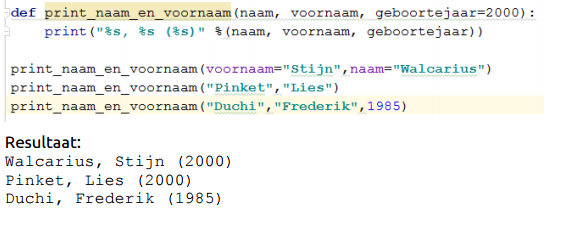 def print_naam_en_voornaam(naam, voornaam, geboortejaar=2000):
    print("%s, %s (%s)" %(naam, voornaam, geboortejaar))
print_naam_en_voornaam(voornaam="Stijn",naam="Walcarius")
print_naam_en_voornaam("Pinket","Lies")
print_naam_en_voornaam("Duchi","Frederik",1985)
Resultaat:
Walcarius, Stijn (2000)
Pinket, Lies (2000)
Duchi, Frederik (1985)